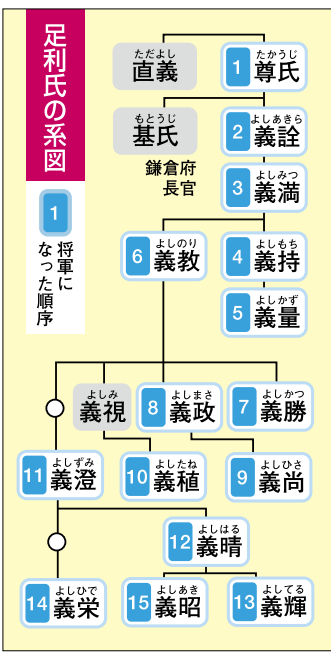 足利氏の系図
1
将軍に
なった順序
ただよし
直義
たかうじ
1 尊氏
もとうじ
基氏
鎌倉府
長官
よしあきら
2 義詮
よしみつ
3 義満
よしのり
6 義教
よしもち
4 義持
よしかず
5 義量
よしみ
義視
よしまさ
8 義政
よしかつ
7 義勝
よしずみ
11 義澄
よしたね
10 義稙
よしひさ
9 義尚
よしはる
12 義晴
よしひで
14 義栄
よしあき
15 義昭
よしてる
13 義輝